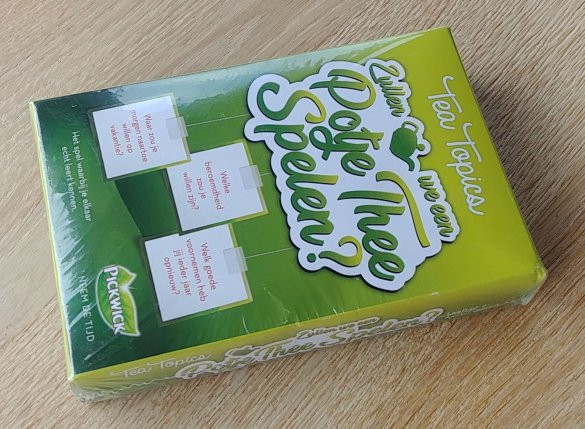 Tea Topics
Zullen we een
Potje Thee
Spelen?
Waar zou je
morgen naartoe
willen op
vakantie?
Welke
beroemdheid
zou je
willen zijn?
Welk goede
voornemen heb
jij ieder jaar
opnieuw?
Het spel waarbij je elkaar
echt leert kennen.
PICKWICK
NEEM DE TIJD
Tea Topics
Zullen we een
Potje Thee Spelen?